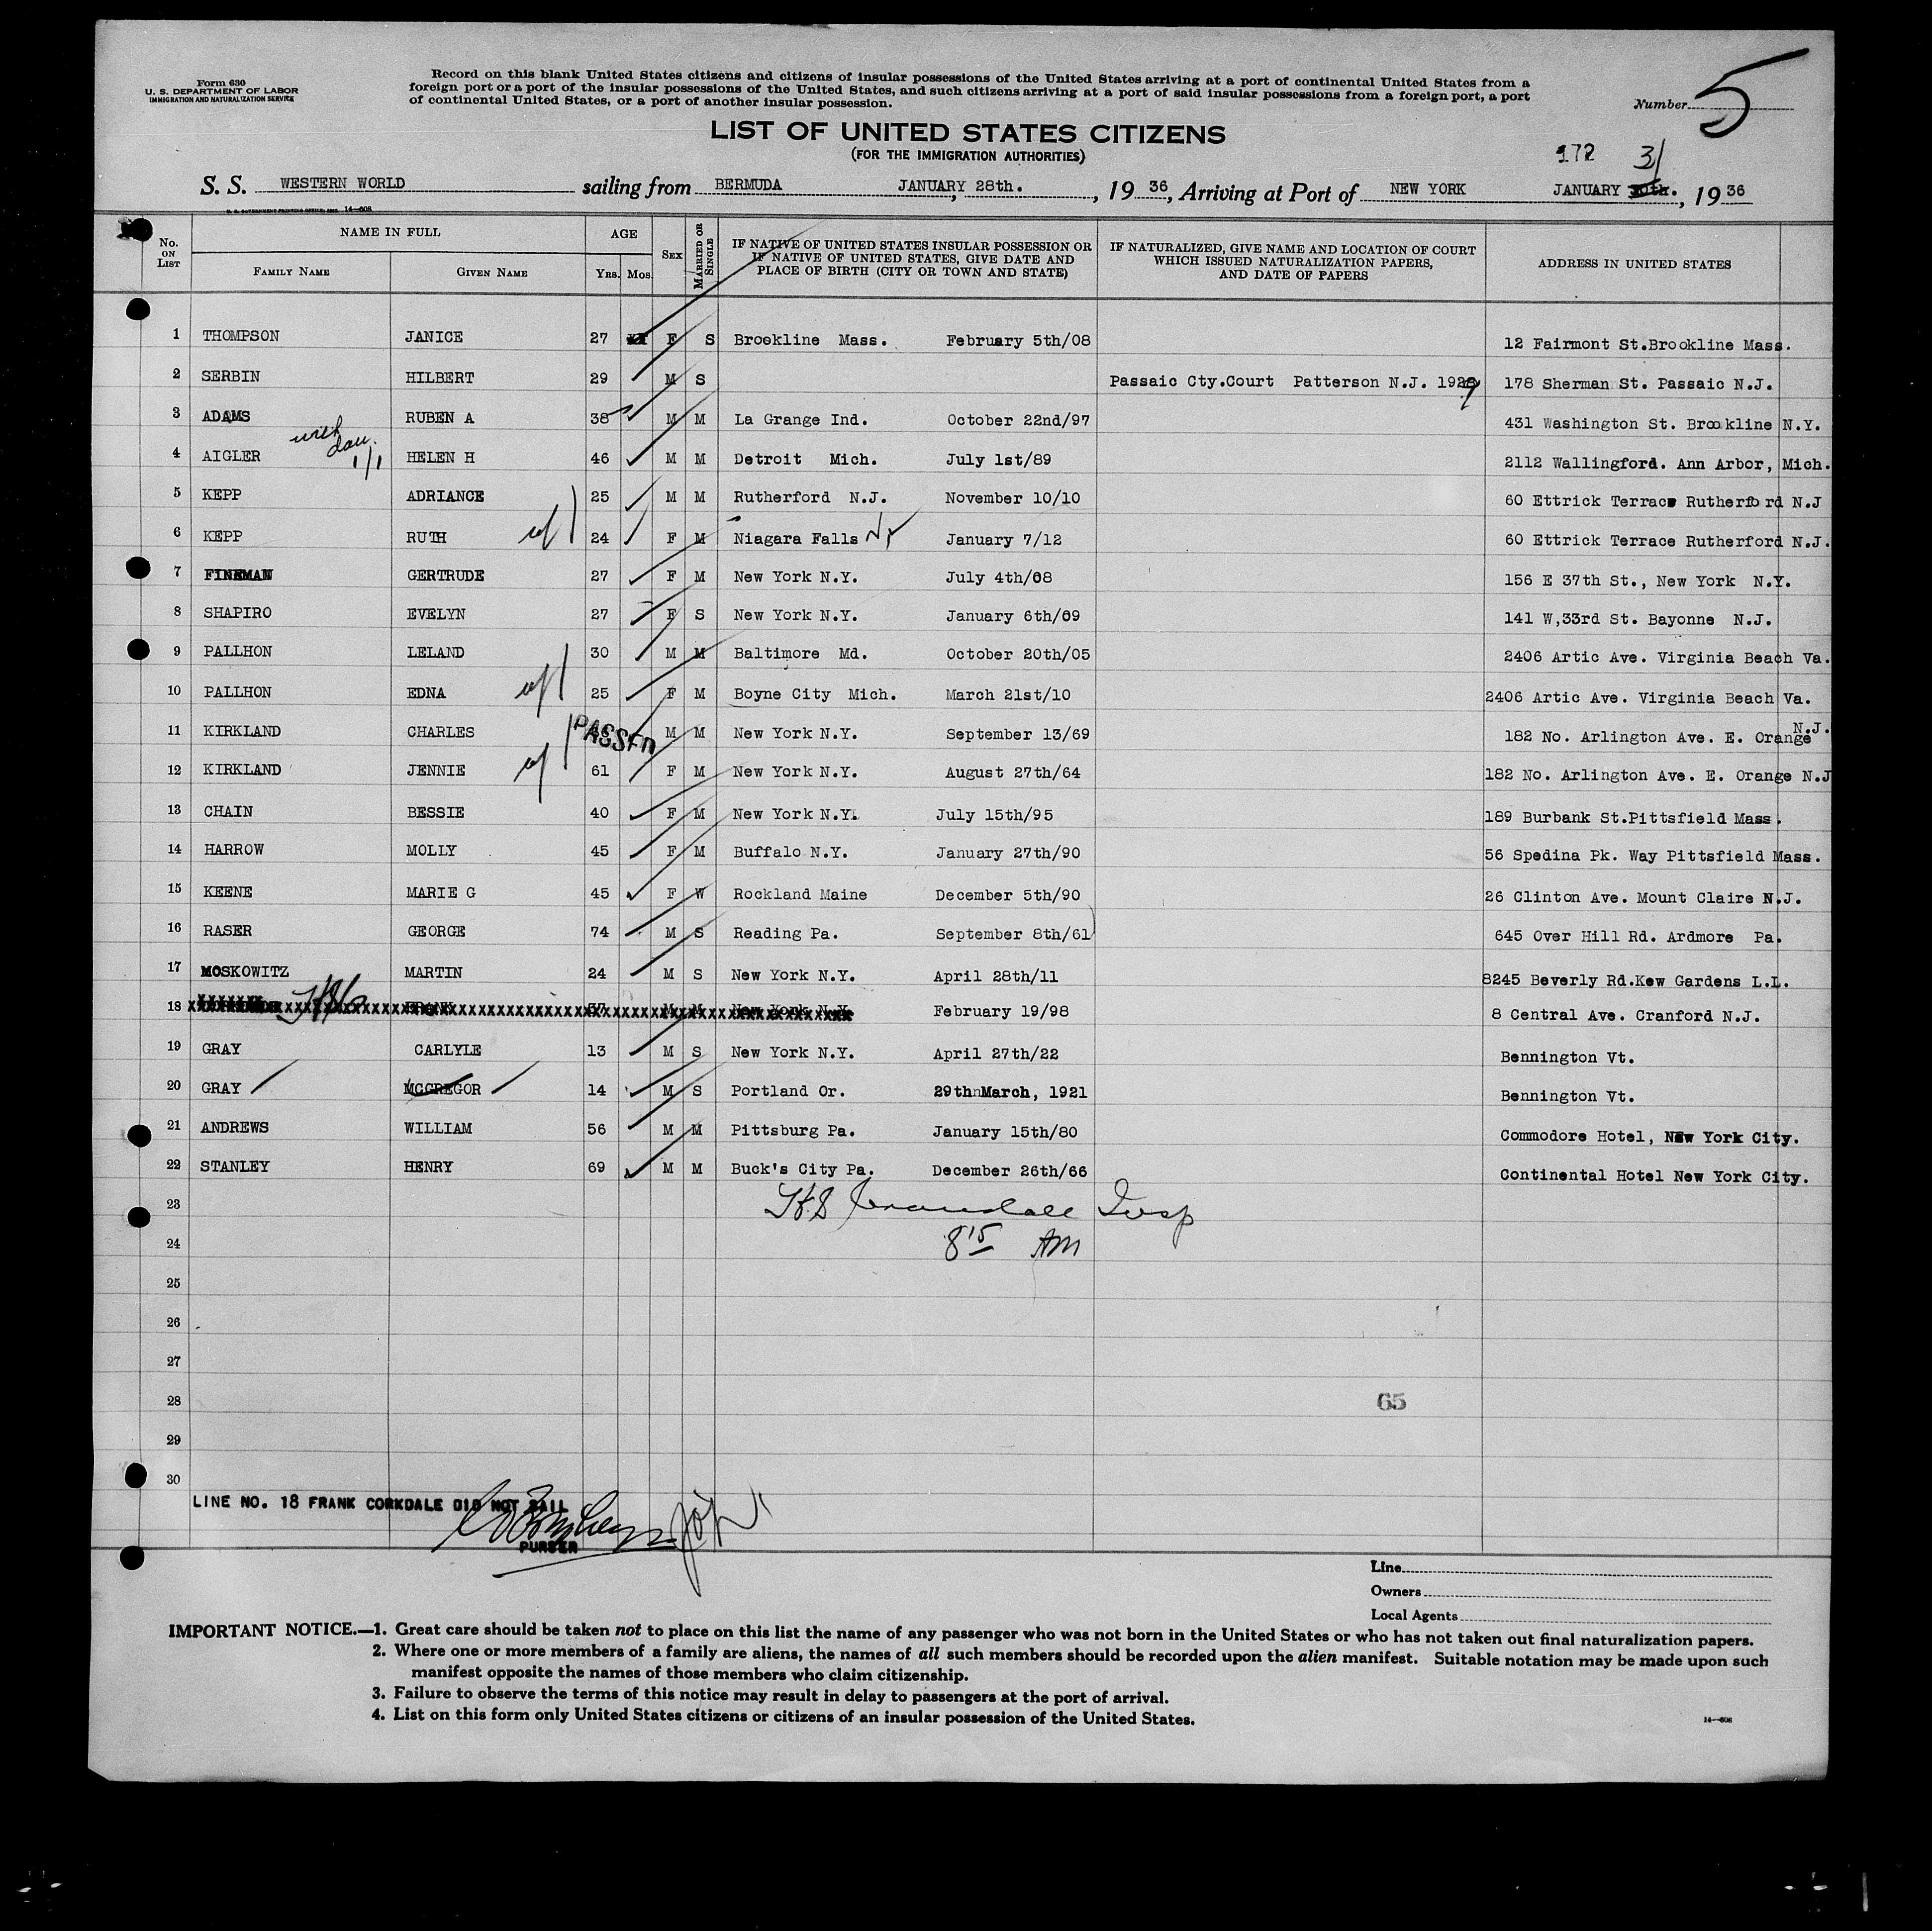 Form 630
U. S. DEPARTMENT OF LABOR
IMMIGRATION AND NATURALIZATION SERVICE
Record on this blank United States citizens and citizens of insular possessions of the United States arriving at a port of continental United States from a
foreign port or a port of the insular possessions of the United States, and such citizens arriving at a port of said insular possessions from a foreign port, a port
of continental United States, or a port of another insular possession.
Number 5
LIST OF UNITED STATES CITIZENS
(FOR THE IMMIGRATION AUTHORITIES)
172 31
S. S. WESTERN WORLD sailing from BERMUDA JANUARY 28th. , 19 36, Arriving at Port of NEW YORK JANUARY 30th. , 19 36
14—608
No. ON LIST
NAME IN FULL
FAMILY NAME GIVEN NAME
AGE
YRS. MOS.
SEX
MARRIED OR SINGLE
IF NATIVE OF UNITED STATES INSULAR POSSESSION OR
IF NATIVE OF UNITED STATES, GIVE DATE AND
PLACE OF BIRTH (CITY OR TOWN AND STATE)
IF NATURALIZED, GIVE NAME AND LOCATION OF COURT
WHICH ISSUED NATURALIZATION PAPERS,
AND DATE OF PAPERS
ADDRESS IN UNITED STATES
1 THOMPSON JANICE 27 F S Brookline Mass. February 5th/08 12 Fairmont St.Brookline Mass.
2 SERBIN HILBERT 29 M S Passaic Cty.Court Patterson N.J. 1929 178 Sherman St. Passaic N.J.
3 ADAMS RUBEN A 38 M M La Grange Ind. October 22nd/97 431 Washington St. Brookline N.Y.
with dau. 1/1
4 AIGLER HELEN H 46 M M Detroit Mich. July 1st/89 2112 Wallingford. Ann Arbor, Mich.
5 KEPP ADRIANCE 25 M M Rutherford N.J. November 10/10 60 Ettrick Terrace Rutherford N.J
6 KEPP RUTH wf 24 F M Niagara Falls NY January 7/12 60 Ettrick Terrace Rutherford N.J.
7 FINEMAN GERTRUDE 27 F M New York N.Y. July 4th/08 156 E 37th St., New York N.Y.
8 SHAPIRO EVELYN 27 F S New York N.Y. January 6th/09 141 W,33rd St. Bayonne N.J.
9 PALLHON LELAND 30 M M Baltimore Md. October 20th/05 2406 Artic Ave. Virginia Beach Va.
10 PALLHON EDNA wf 25 F M Boyne City Mich. March 21st/10 2406 Artic Ave. Virginia Beach Va.
11 KIRKLAND CHARLES PASSED M M New York N.Y. September 13/69 182 No. Arlington Ave. E. Orange N.J.
12 KIRKLAND JENNIE wf 61 F M New York N.Y. August 27th/64 182 No. Arlington Ave. E. Orange N.J
13 CHAIN BESSIE 40 F M New York N.Y. July 15th/95 189 Burbank St.Pittsfield Mass.
14 HARROW MOLLY 45 F M Buffalo N.Y. January 27th/90 56 Spedina Pk. Way Pittsfield Mass.
15 KEENE MARIE G 45 F W Rockland Maine December 5th/90 26 Clinton Ave. Mount Claire N.J.
16 RASER GEORGE 74 M S Reading Pa. September 8th/61 645 Over Hill Rd. Ardmore Pa.
17 MOSKOWITZ MARTIN 24 M S New York N.Y. April 28th/11 8245 Beverly Rd.Kew Gardens L.I.
18 FRANK 37 M M New York N.Y. February 19/98 8 Central Ave. Cranford N.J.
19 GRAY CARLYLE 13 M S New York N.Y. April 27th/22 Bennington Vt.
20 GRAY MCGREGOR 14 M S Portland Or. 29thnMarch, 1921 Bennington Vt.
21 ANDREWS WILLIAM 56 M M Pittsburg Pa. January 15th/80 Commodore Hotel, New York City.
22 STANLEY HENRY 69 M M Buck's City Pa. December 26th/66 Continental Hotel New York City.
23 H.S. Crandall Insp
24 8 15 AM
25
26
27
28 65
29
30
LINE NO. 18 FRANK CORKDALE DID NOT SAIL
PURSER
Line
Owners
Local Agents
IMPORTANT NOTICE.—1. Great care should be taken not to place on this list the name of any passenger who was not born in the United States or who has not taken out final naturalization papers.
2. Where one or more members of a family are aliens, the names of all such members should be recorded upon the alien manifest. Suitable notation may be made upon such
manifest opposite the names of those members who claim citizenship.
3. Failure to observe the terms of this notice may result in delay to passengers at the port of arrival.
4. List on this form only United States citizens or citizens of an insular possession of the United States.
14—608